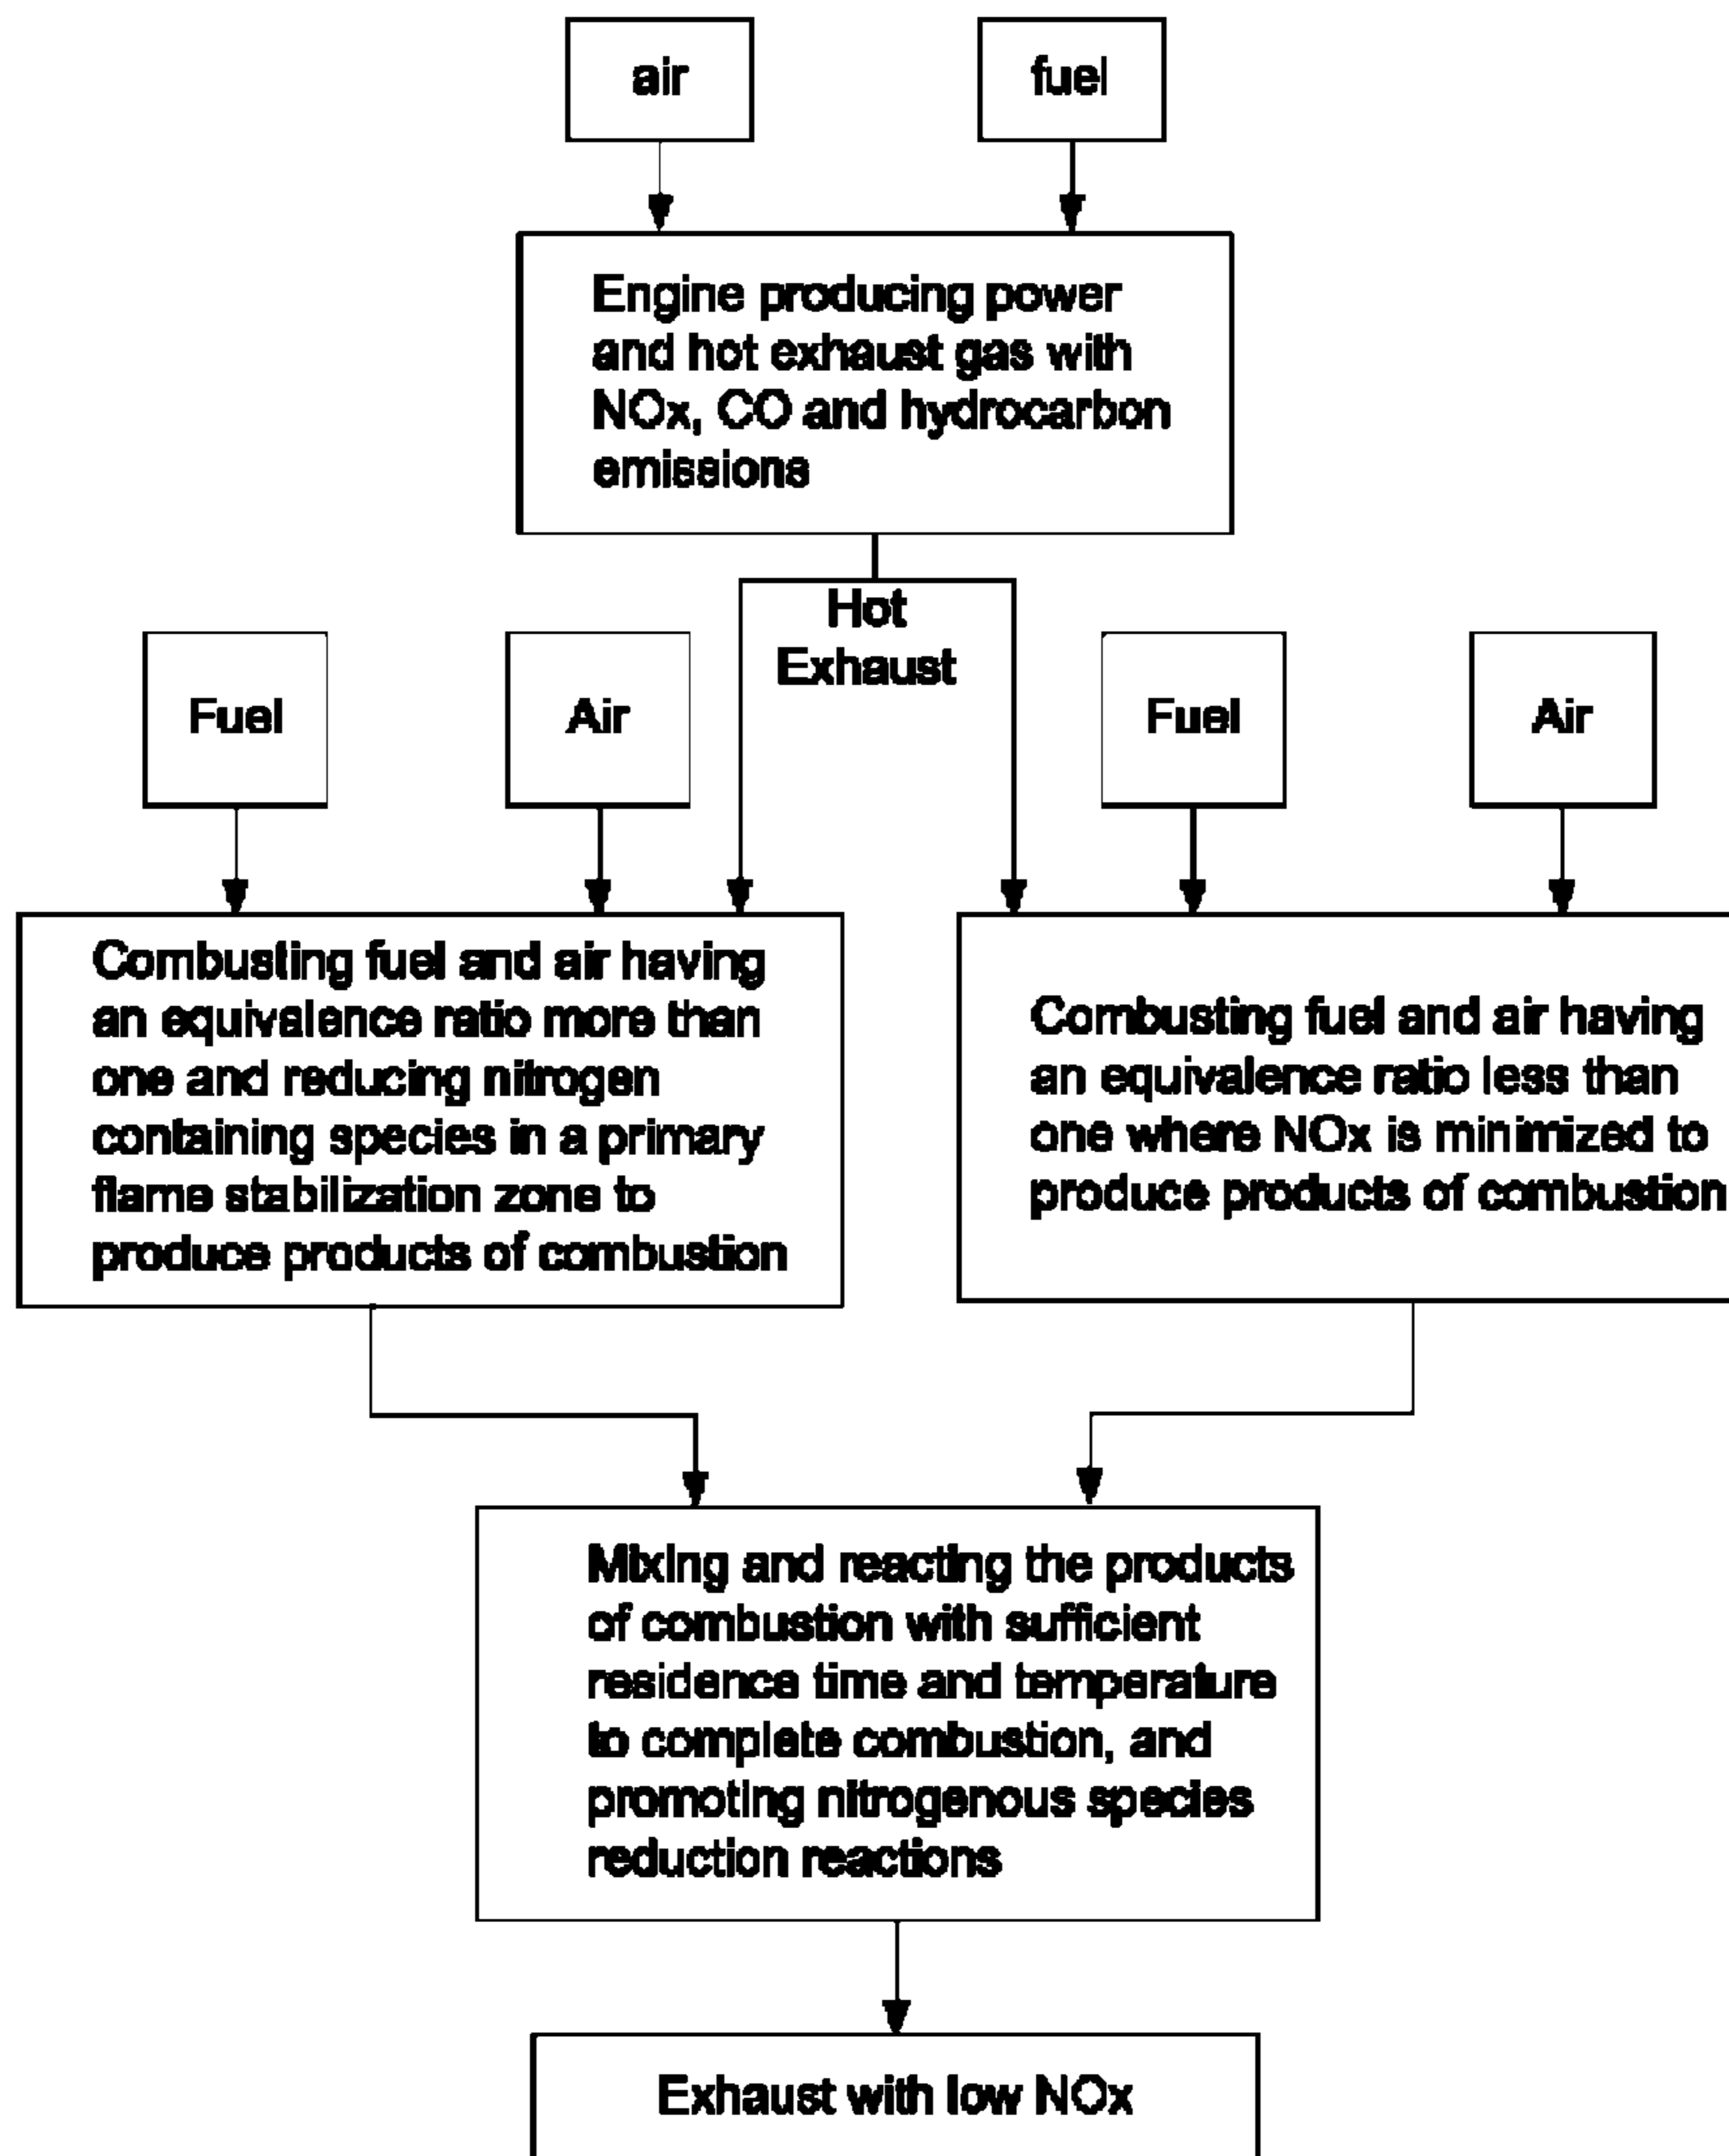 air
fuel
Engine producing power
and hot exhaust gas with
NOx, CO and hydrocarbon
emissions
Hot
Exhaust
Fuel
Air
Fuel
Air
Combusting fuel and air having
an equivalence ratio more than
one and reducing nitrogen
containing species in a primary
flame stabilization zone to
produce products of combustion
Combusting fuel and air having
an equivalence ratio less than
one where NOx is minimized to
produce products of combustion
Mixing and reacting the products
of combustion with sufficient
residence time and temperature
to complete combustion, and
promoting nitrogenous species
reduction reactions
Exhaust with low NOx